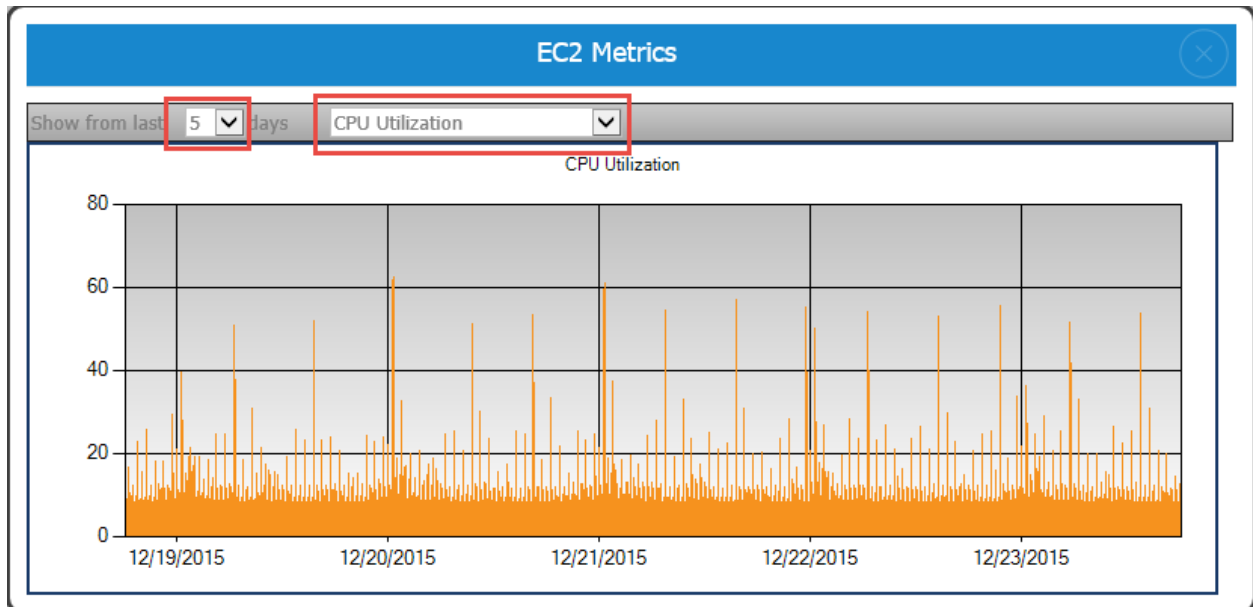 EC2 Metrics
Show from last 5 days CPU Utilization
CPU Utilization
80
60
40
20
0
12/19/2015 12/20/2015 12/21/2015 12/22/2015 12/23/2015